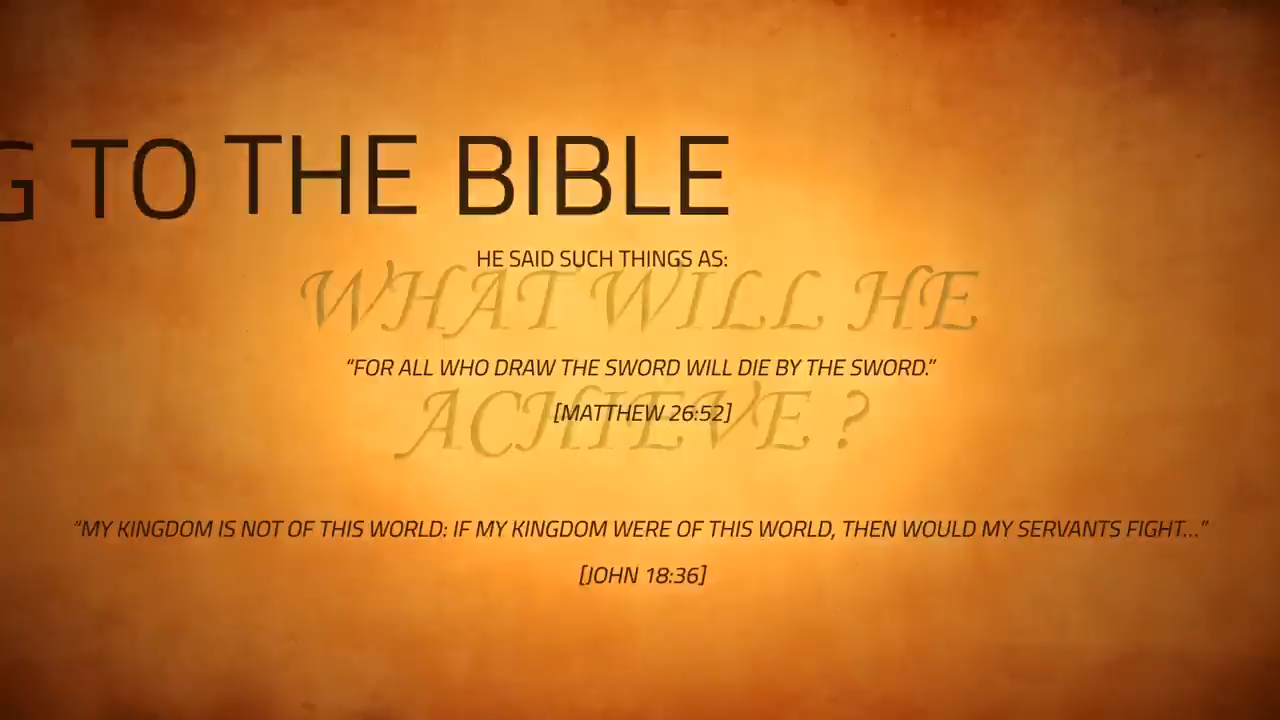 G TO THE BIBLE
HE SAID SUCH THINGS AS:
WHAT WILL HE
“FOR ALL WHO DRAW THE SWORD WILL DIE BY THE SWORD.”
ACHIEVE ?
[MATTHEW 26:52]
“MY KINGDOM IS NOT OF THIS WORLD: IF MY KINGDOM WERE OF THIS WORLD, THEN WOULD MY SERVANTS FIGHT...”
[JOHN 18:36]